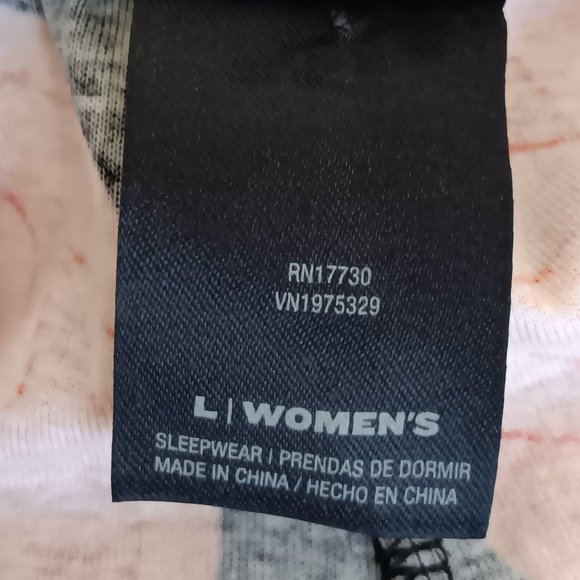 RN17730
VN1975329
L | WOMEN'S
SLEEPWEAR | PRENDAS DE DORMIR
MADE IN CHINA / HECHO EN CHINA